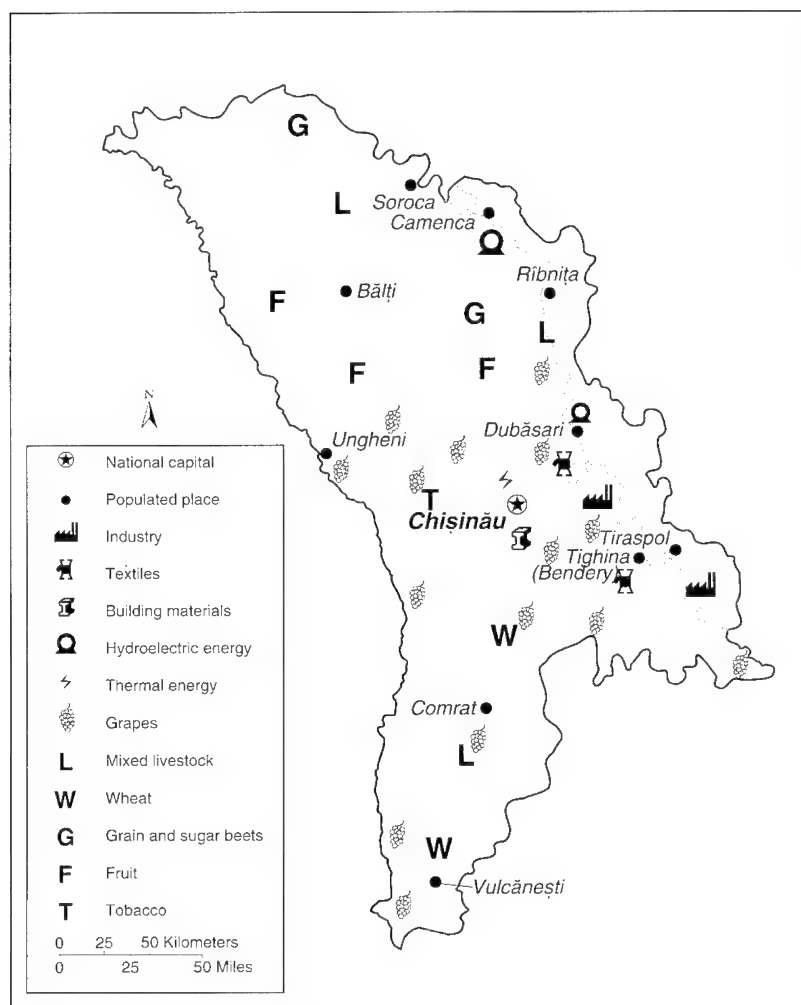 G
L
Soroca
Camenca
Rîbnița
F
Bălți
G
L
F
F
N
Ungheni
Dubăsari
T
Chișinău
Tiraspol
Tighina
(Bendery)
W
Comrat
L
W
Vulcănești
National capital
Populated place
Industry
Textiles
Building materials
Hydroelectric energy
Thermal energy
Grapes
L Mixed livestock
W Wheat
G Grain and sugar beets
F Fruit
T Tobacco
0 25 50 Kilometers
0 25 50 Miles